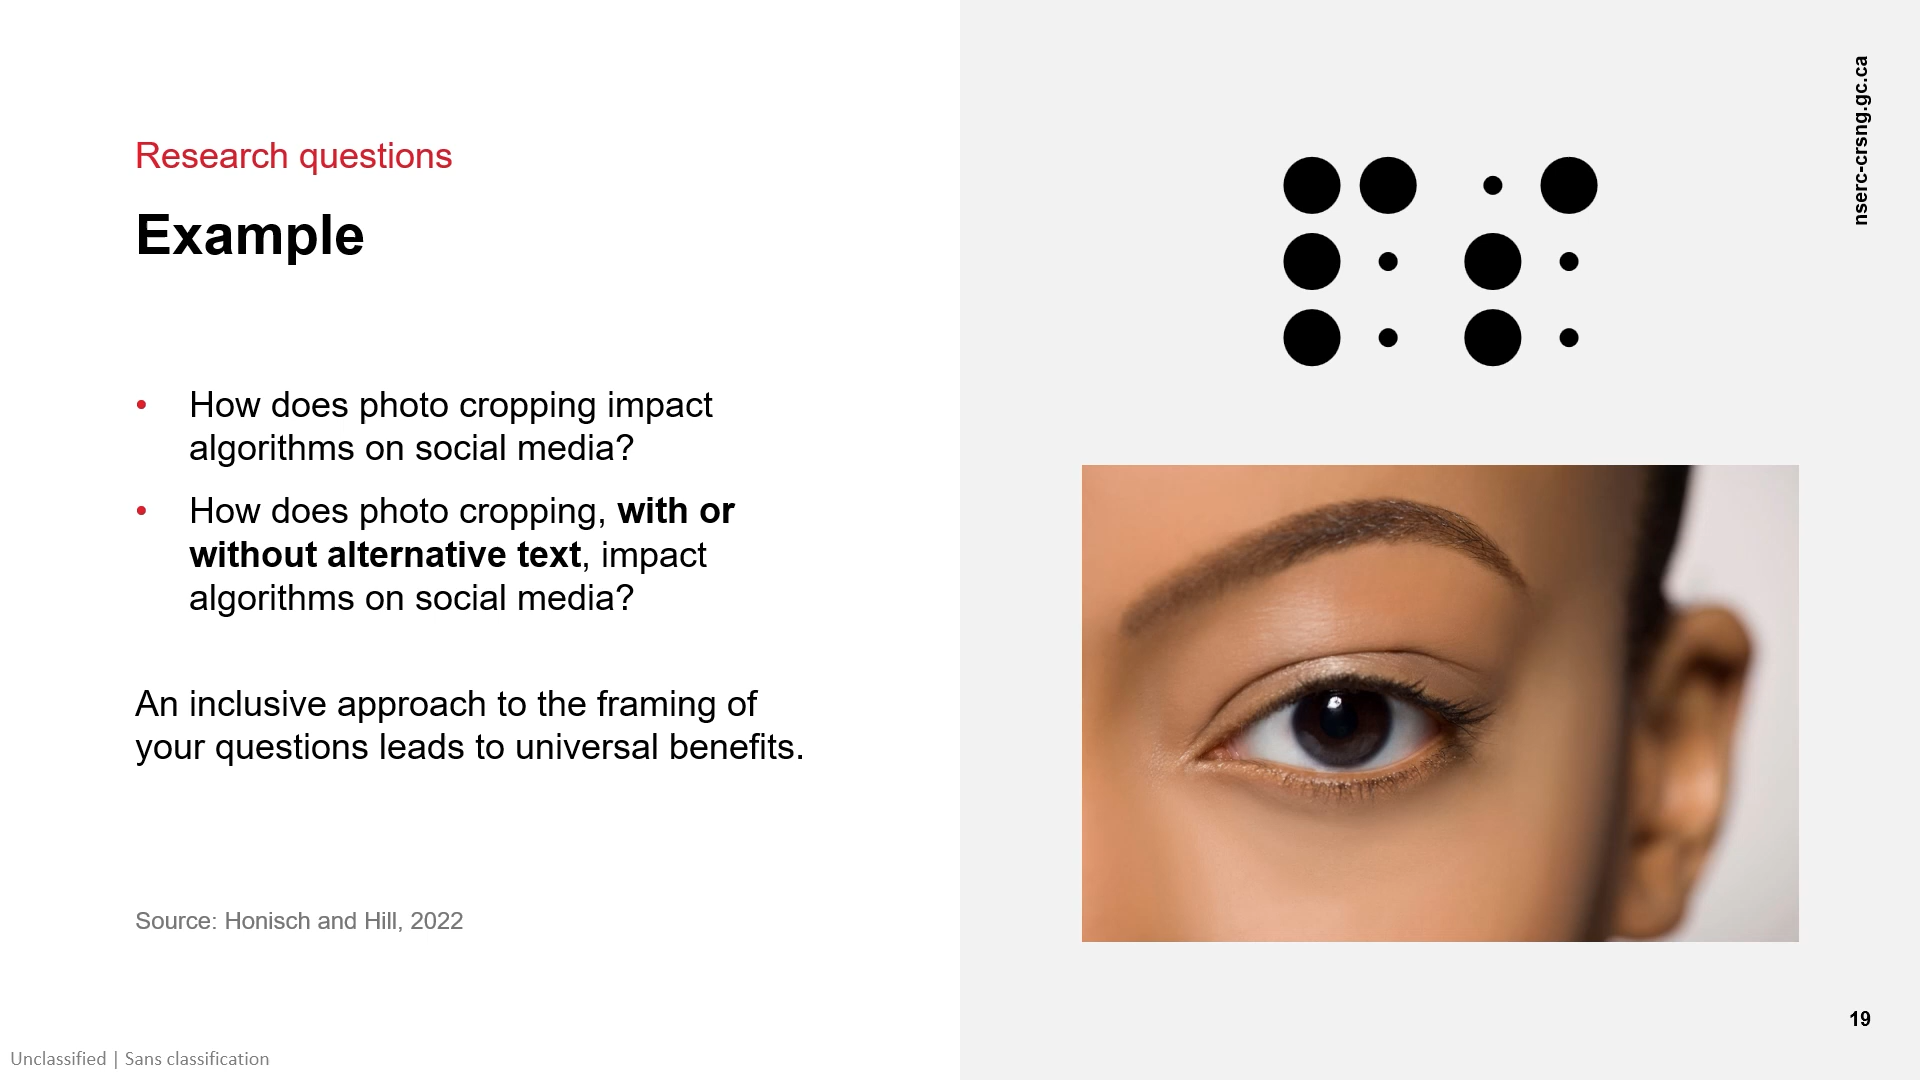 Research questions
Example
• How does photo cropping impact
algorithms on social media?
• How does photo cropping, with or
without alternative text, impact
algorithms on social media?
An inclusive approach to the framing of
your questions leads to universal benefits.
Source: Honisch and Hill, 2022
Unclassified | Sans classification
nserc-crsng.gc.ca
⠏⠎
19